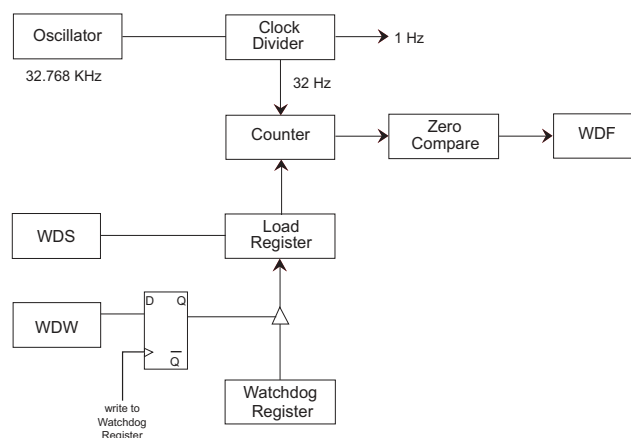 Oscillator
Clock
Divider
1 Hz
32.768 KHz
32 Hz
Counter
Zero
Compare
WDF
WDS
Load
Register
WDW
D Q
Q
write to
Watchdog
Register
Watchdog
Register